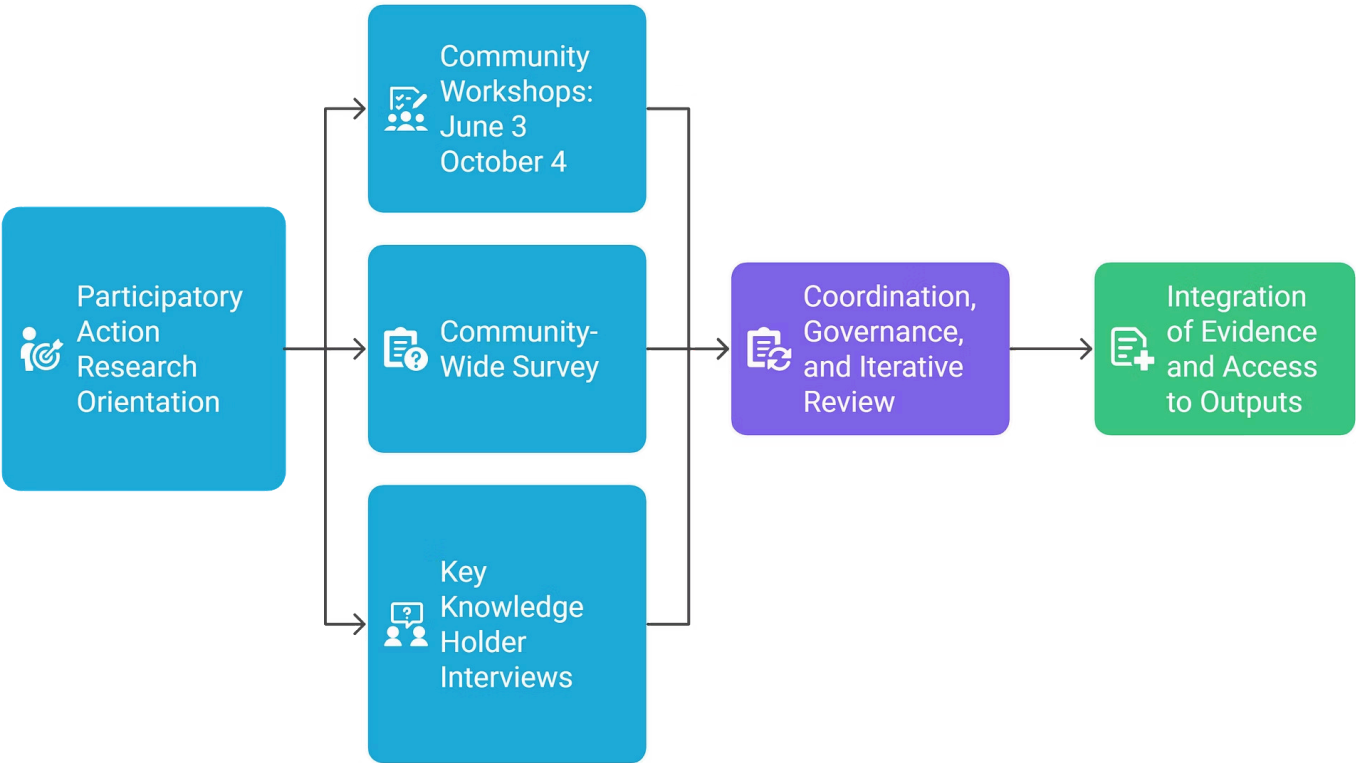 Participatory
Action
Research
Orientation
Community
Workshops:
June 3
October 4
Community-
Wide Survey
Key
Knowledge
Holder
Interviews
Coordination,
Governance,
and Iterative
Review
Integration
of Evidence
and Access
to Outputs